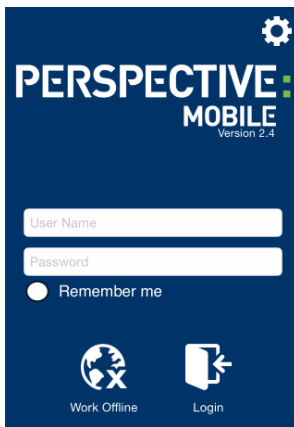 PERSPECTIVE:
MOBILE
Version 2.4
User Name
Password
Remember me
Work Offline
Login